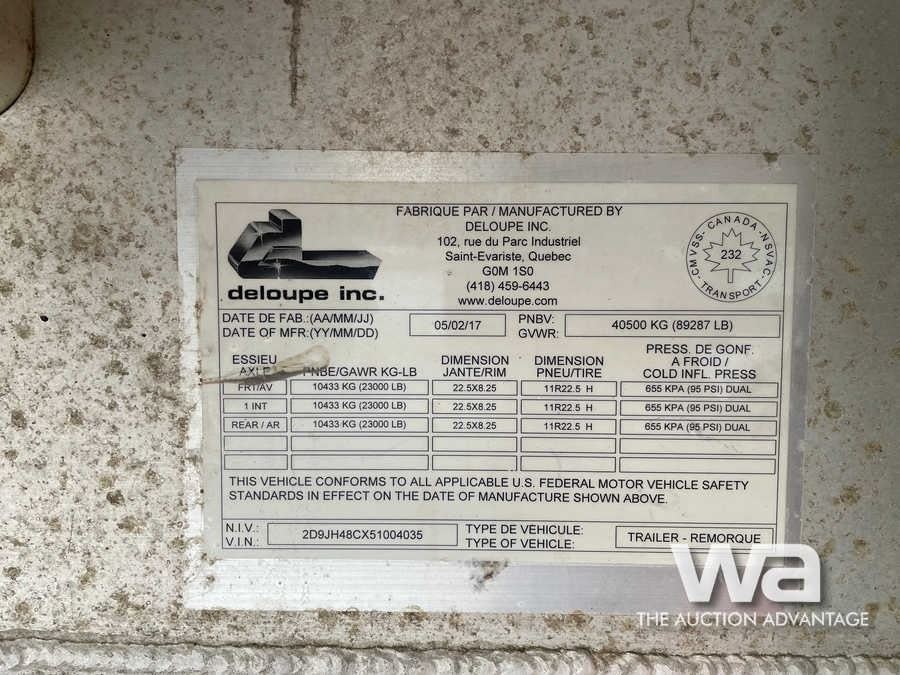 FABRIQUE PAR / MANUFACTURED BY
DELOUPE INC.
102, rue du Parc Industriel
Saint-Evariste, Quebec
G0M 1S0
(418) 459-6443
www.deloupe.com
deloupe inc.
CMVSS - CANADA - NSVAC - TRANSPORT -
232
DATE DE FAB.:(AA/MM/JJ)
DATE OF MFR:(YY/MM/DD)
05/02/17
PNBV:
GVWR:
40500 KG (89287 LB)
ESSIEU
AXLE
PNBE/GAWR KG-LB
DIMENSION
JANTE/RIM
DIMENSION
PNEU/TIRE
PRESS. DE GONF.
A FROID /
COLD INFL. PRESS
FRT/AV 10433 KG (23000 LB) 22.5X8.25 11R22.5 H 655 KPA (95 PSI) DUAL
1 INT 10433 KG (23000 LB) 22.5X8.25 11R22.5 H 655 KPA (95 PSI) DUAL
REAR / AR 10433 KG (23000 LB) 22.5X8.25 11R22.5 H 655 KPA (95 PSI) DUAL
THIS VEHICLE CONFORMS TO ALL APPLICABLE U.S. FEDERAL MOTOR VEHICLE SAFETY
STANDARDS IN EFFECT ON THE DATE OF MANUFACTURE SHOWN ABOVE.
N.I.V.:
V.I.N.:
2D9JH48CX51004035
TYPE DE VEHICULE:
TYPE OF VEHICLE:
TRAILER - REMORQUE
wa
THE AUCTION ADVANTAGE